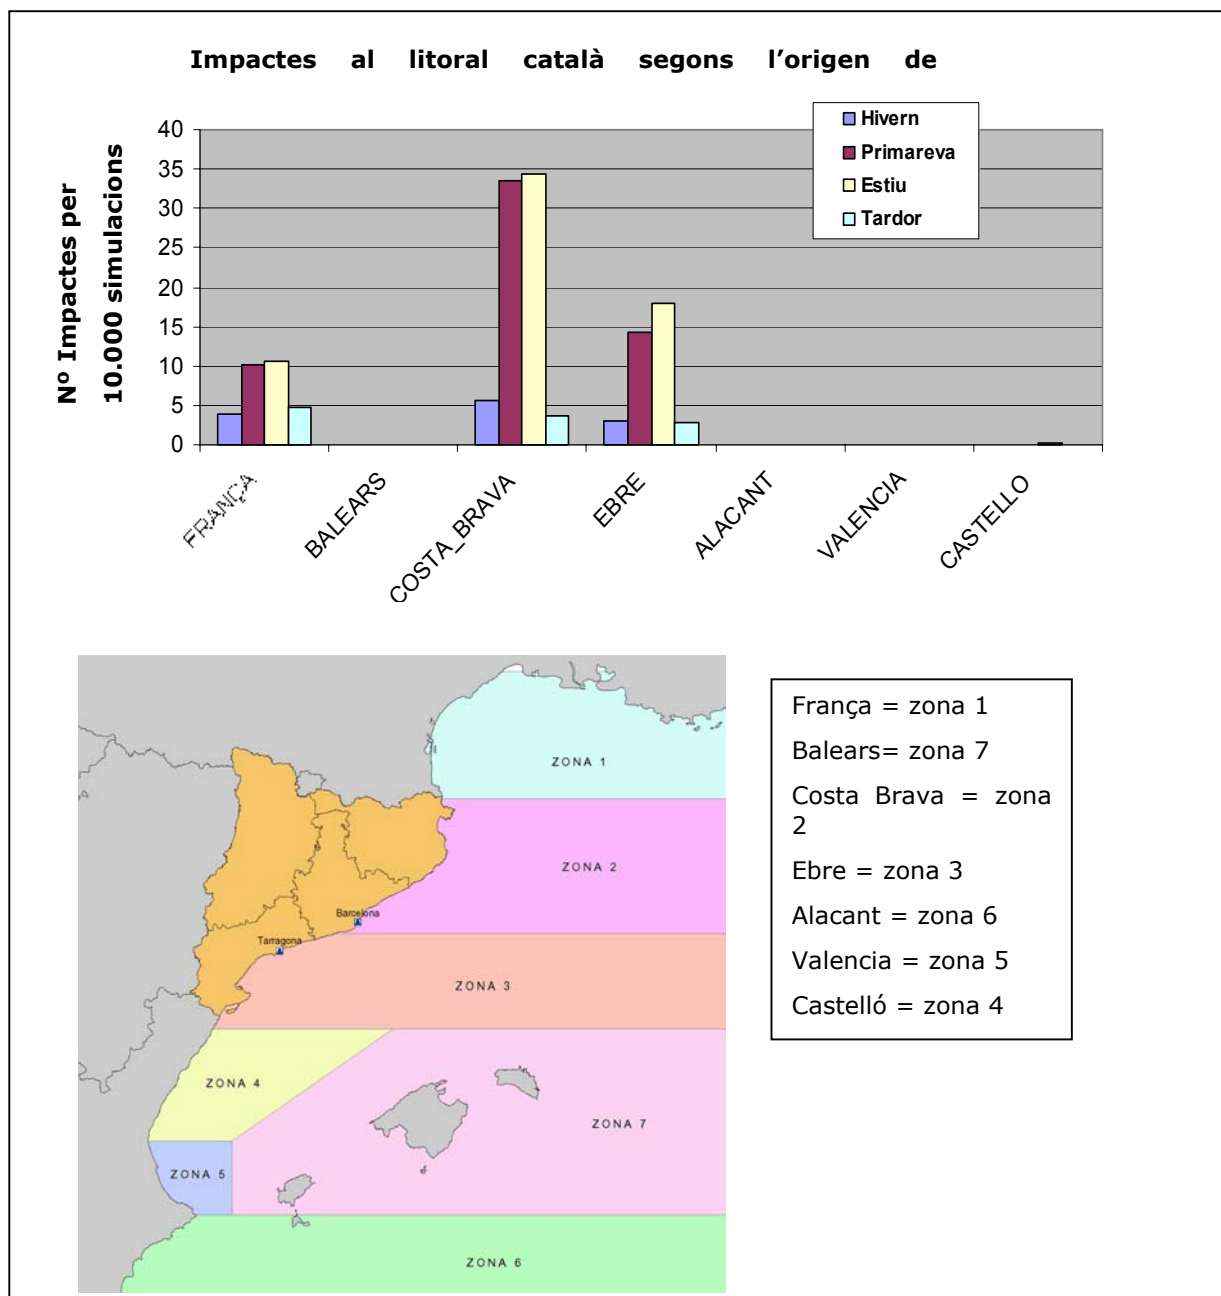 Impactes al litoral català segons l'origen de
Nº Impactes per
10.000 simulacions
40
35
30
25
20
15
10
5
0
Hivern
Primareva
Estiu
Tardor
FRANÇA
BALEARS
COSTA_BRAVA
EBRE
ALACANT
VALENCIA
CASTELLO
ZONA 1
ZONA 2
Barcelona
Tarragona
ZONA 3
ZONA 4
ZONA 7
ZONA 5
ZONA 6
França = zona 1
Balears= zona 7
Costa Brava = zona
2
Ebre = zona 3
Alacant = zona 6
Valencia = zona 5
Castelló = zona 4